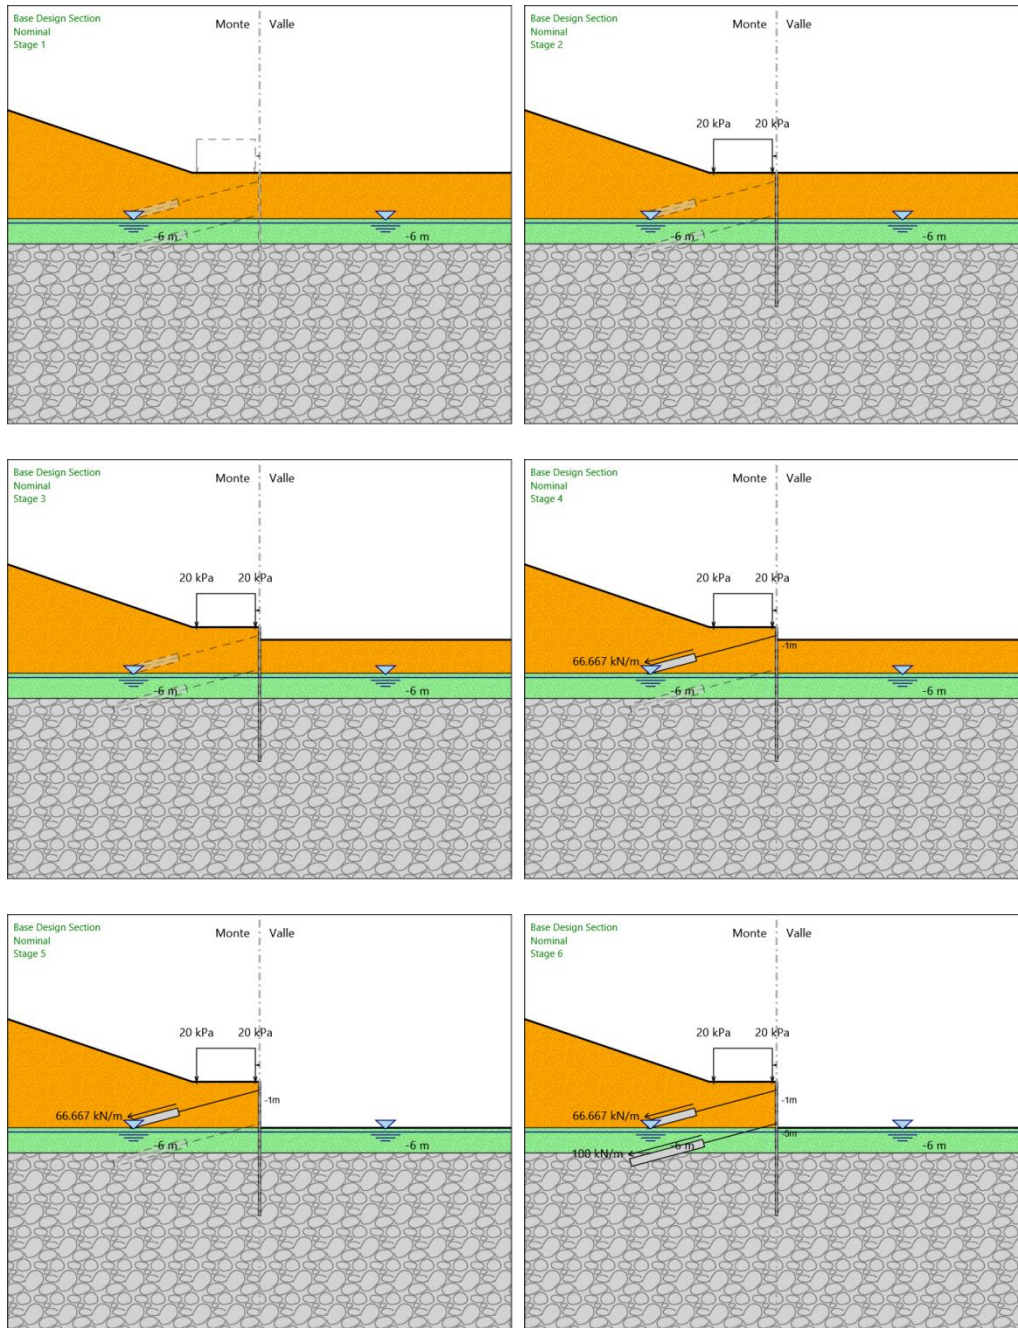 Base Design Section
Nominal
Stage 1
Monte Valle
-6 m -6 m
Base Design Section
Nominal
Stage 2
Monte Valle
20 kPa 20 kPa
-6 m -6 m
Base Design Section
Nominal
Stage 3
Monte Valle
20 kPa 20 kPa
-6 m -6 m
Base Design Section
Nominal
Stage 4
Monte Valle
20 kPa 20 kPa
-1m
66.667 kN/m
-6 m -6 m
Base Design Section
Nominal
Stage 5
Monte Valle
20 kPa 20 kPa
-1m
66.667 kN/m
-6 m -6 m
Base Design Section
Nominal
Stage 6
Monte Valle
20 kPa 20 kPa
-1m
66.667 kN/m
-5m
-6 m -6 m
100 kN/m